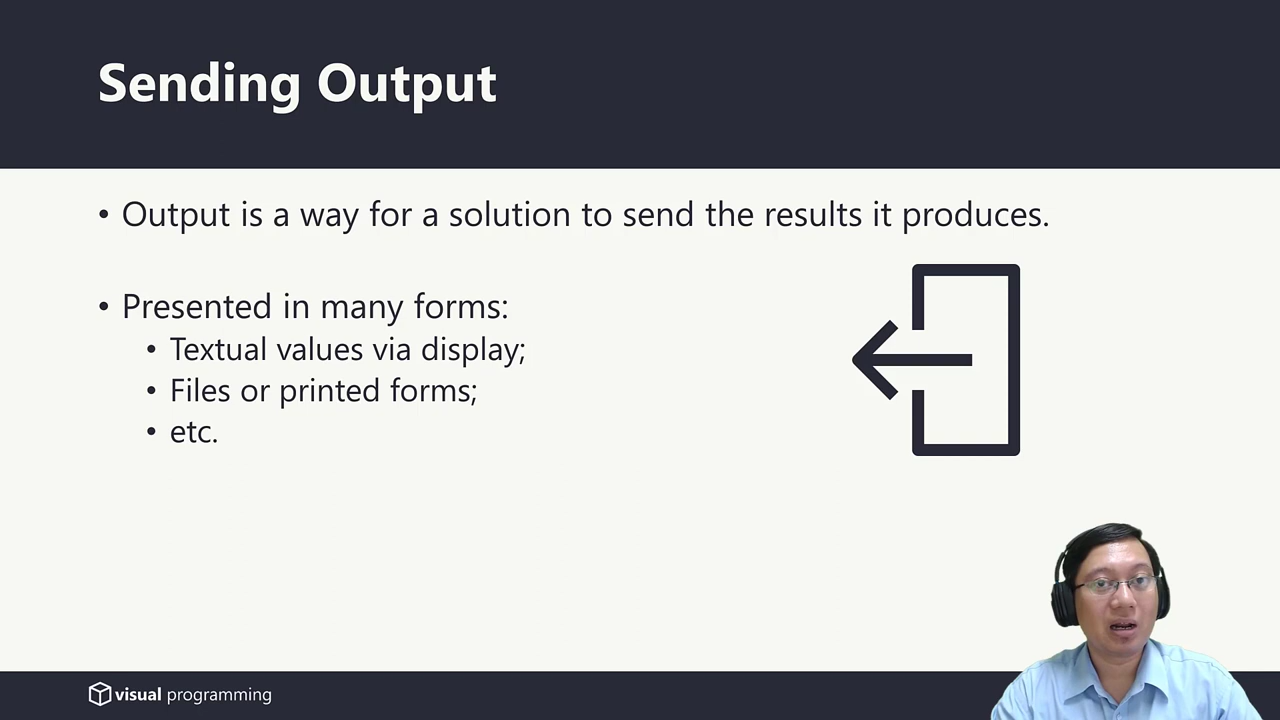 Sending Output
• Output is a way for a solution to send the results it produces.
• Presented in many forms:
• Textual values via display;
• Files or printed forms;
• etc.
visual programming